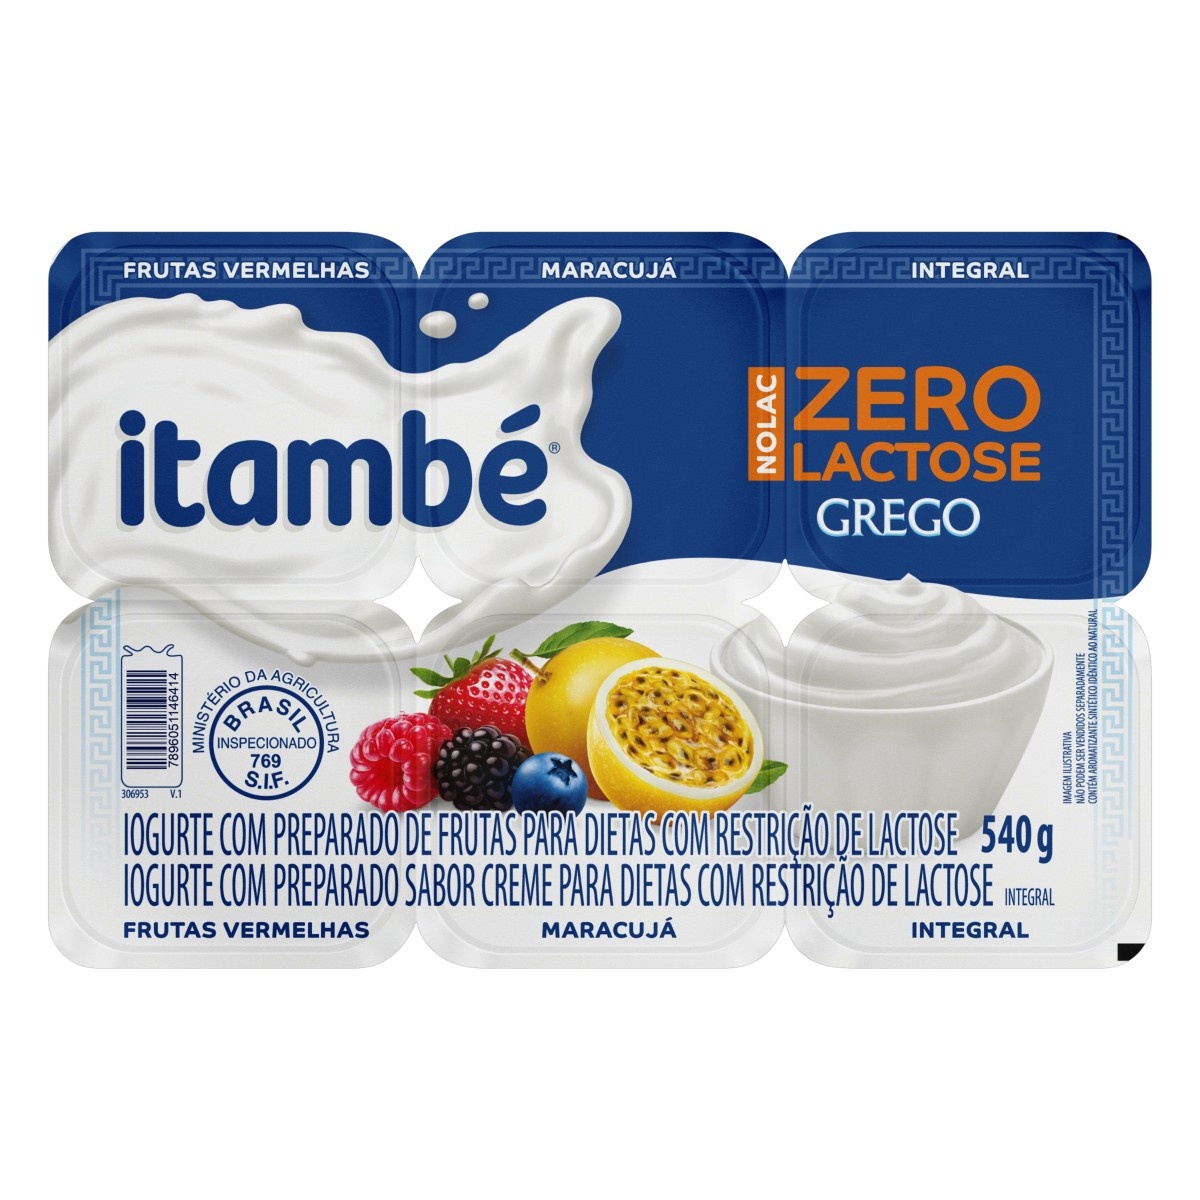 FRUTAS VERMELHAS
MARACUJÁ
INTEGRAL
itambé®
NOLAC
ZERO
LACTOSE
GREGO
7896051146414
306953 V.1
MINISTÉRIO DA AGRICULTURA
BRASIL
INSPECIONADO
769
S.I.F.
IMAGEM ILUSTRATIVA
NÃO PODEM SER VENDIDOS SEPARADAMENTE
CONTÉM AROMATIZANTE SINTÉTICO IDÊNTICO AO NATURAL
IOGURTE COM PREPARADO DE FRUTAS PARA DIETAS COM RESTRIÇÃO DE LACTOSE 540g
IOGURTE COM PREPARADO SABOR CREME PARA DIETAS COM RESTRIÇÃO DE LACTOSE INTEGRAL
FRUTAS VERMELHAS
MARACUJÁ
INTEGRAL